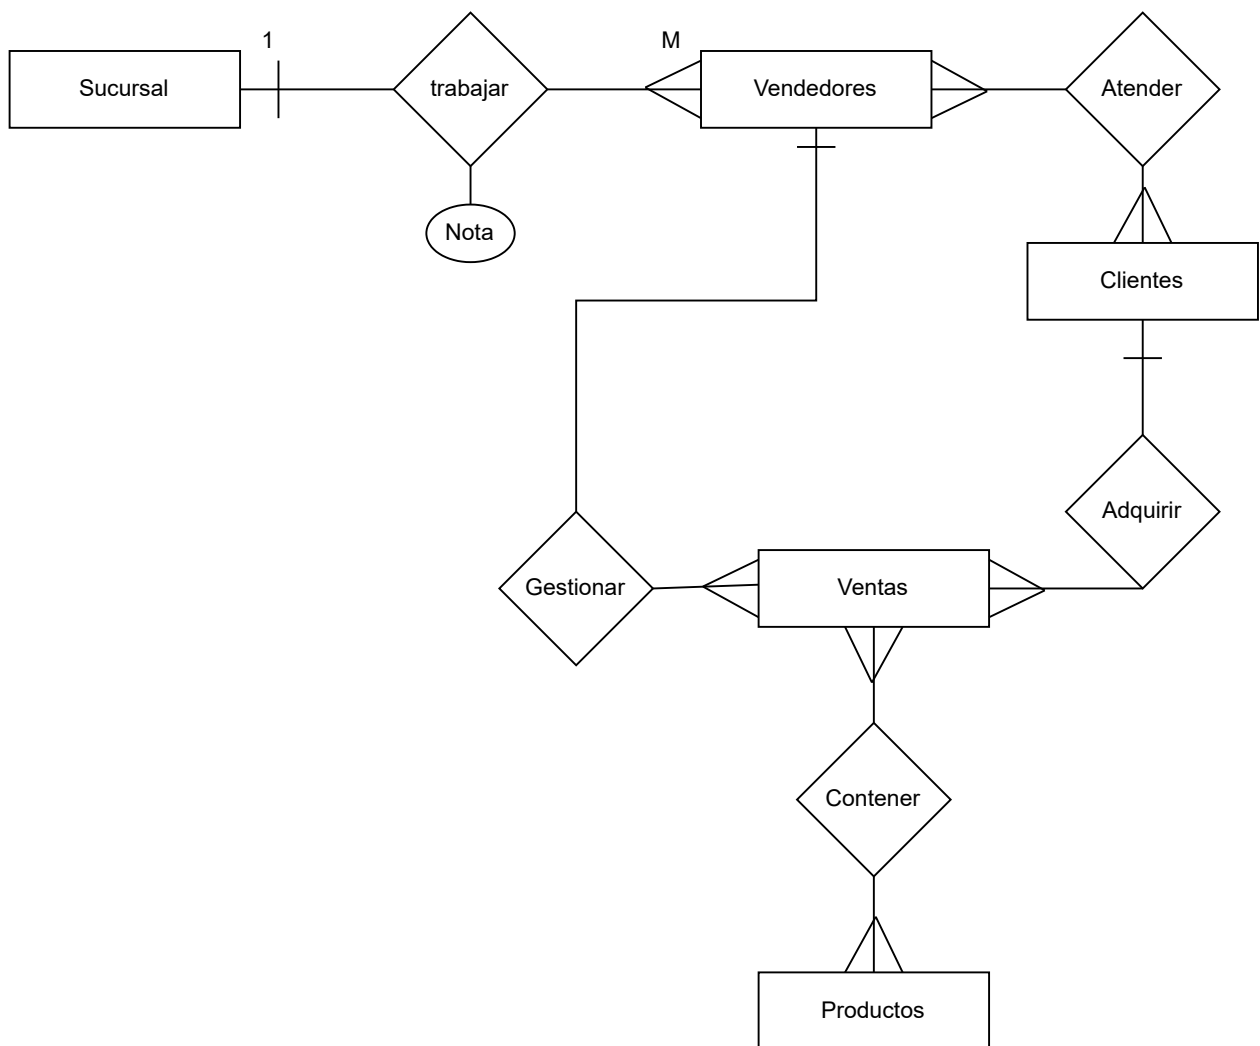 1
M
Sucursal
trabajar
Vendedores
Atender
Nota
Clientes
Adquirir
Gestionar
Ventas
Contener
Productos